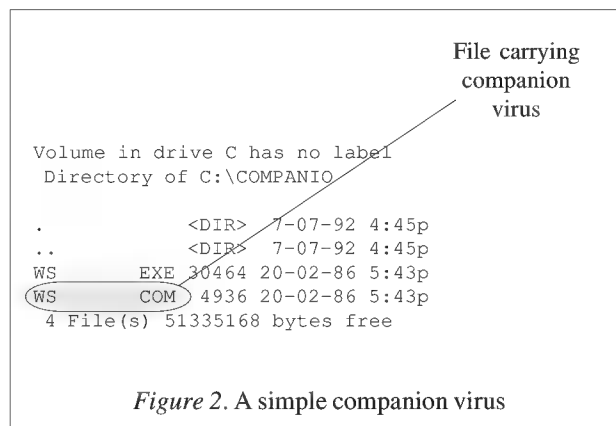 File carrying
companion
virus
Volume in drive C has no label
Directory of C:\COMPANIO
. <DIR> 7-07-92 4:45p
.. <DIR> 7-07-92 4:45p
WS EXE 30464 20-02-86 5:43p
WS COM 4936 20-02-86 5:43p
4 File(s) 51335168 bytes free
Figure 2. A simple companion virus